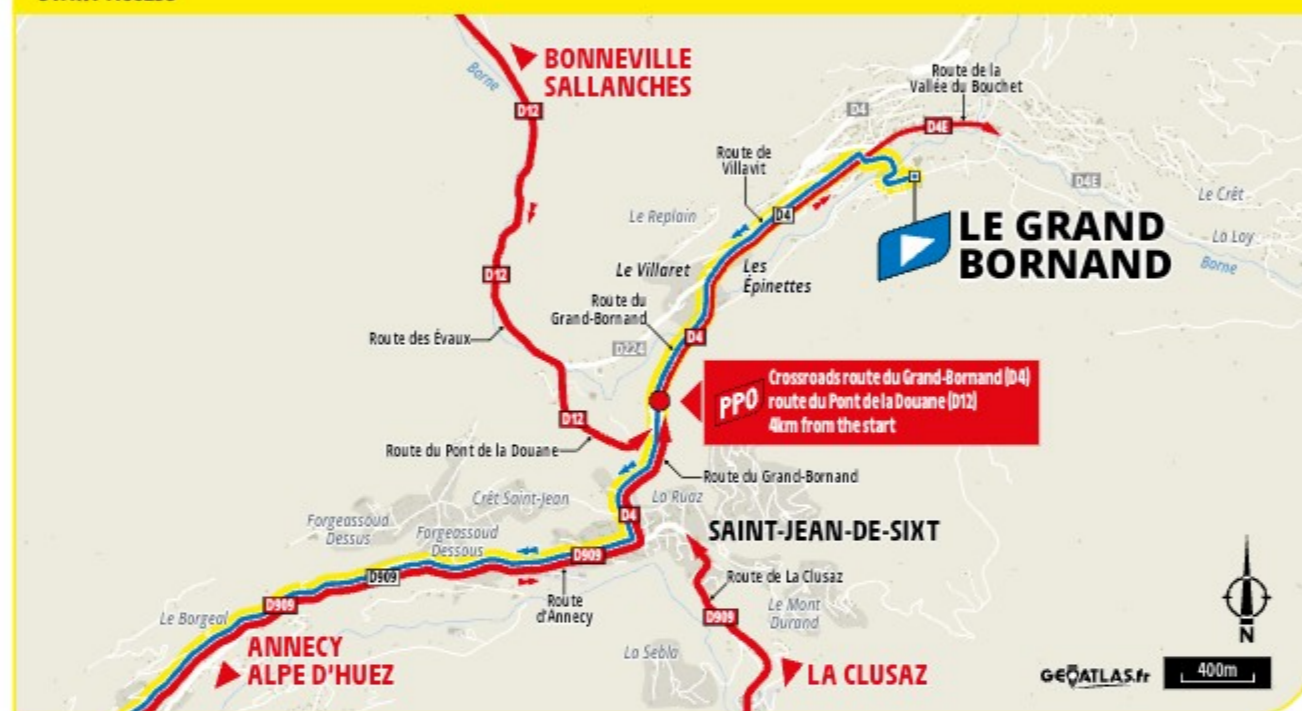 BONNEVILLE
SALLANCHES
Borne
D12
Route de la
Vallée du Bouchet
D4
D4E
Route de
Villavit
D4E
Le Crêt
Le Replain
D4
La Loy
LE GRAND
BORNAND
Borne
Le Villaret
Les
Épinettes
D12
Route du
Grand-Bornand
Route des Évaux
D4
D224
PPO
Crossroads route du Grand-Bornand (D4)
route du Pont de la Douane (D12)
4km from the start
D12
Route du Pont de la Douane
Route du Grand-Bornand
Crêt Saint-Jean
La Ruaz
D4
Forgeassoud
Dessus
Forgeassoud
Dessous
SAINT-JEAN-DE-SIXT
D909
D909
Route de La Clusaz
D909
Route
d'Annecy
Le Mont
Durand
Le Borgeal
D909
ANNECY
ALPE D'HUEZ
La Sebla
LA CLUSAZ
N
GEOATLAS.fr
400m